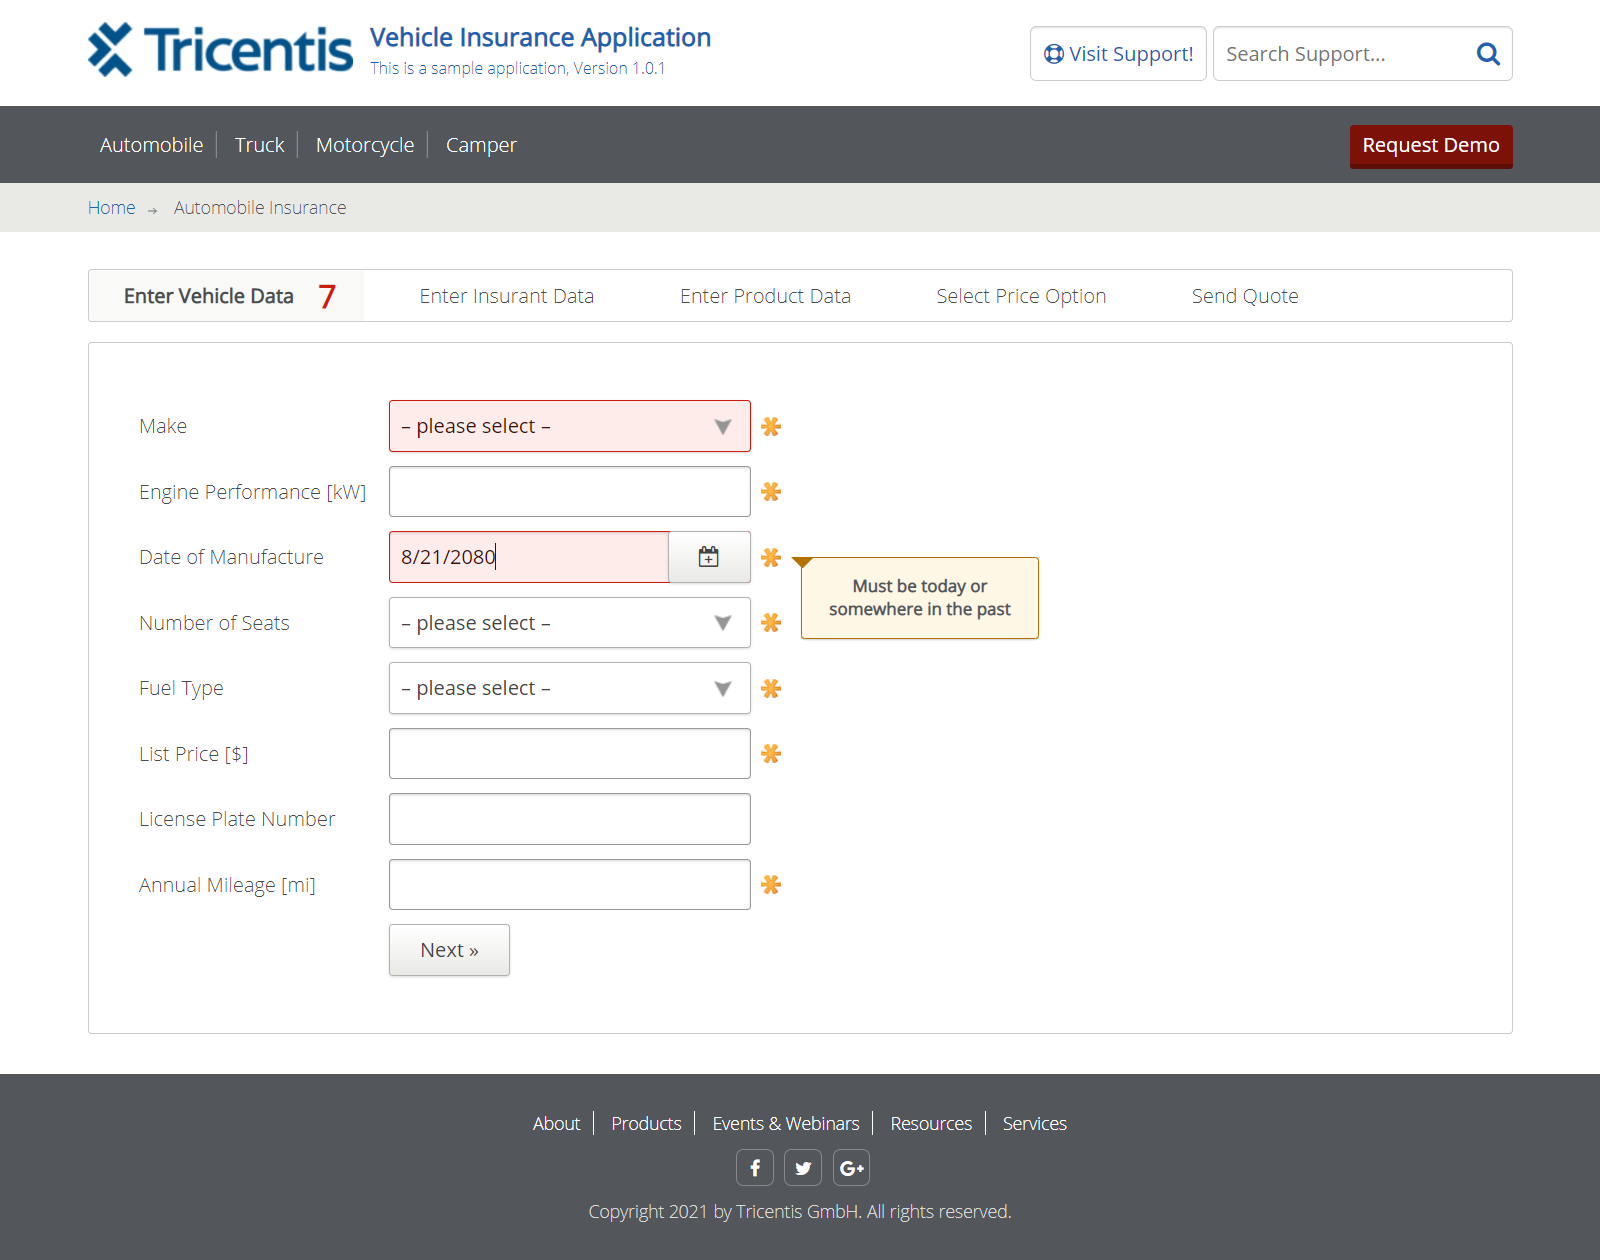 Tricentis
Vehicle Insurance Application
This is a sample application, Version 1.0.1
Visit Support!
Search Support...
Automobile
Truck
Motorcycle
Camper
Request Demo
Home → Automobile Insurance
Enter Vehicle Data 7
Enter Insurant Data
Enter Product Data
Select Price Option
Send Quote
Make
– please select –
Engine Performance [kW]
Date of Manufacture
8/21/2080
Must be today or
somewhere in the past
Number of Seats
– please select –
Fuel Type
– please select –
List Price [$]
License Plate Number
Annual Mileage [mi]
Next »
About
Products
Events & Webinars
Resources
Services
f
G+
Copyright 2021 by Tricentis GmbH. All rights reserved.